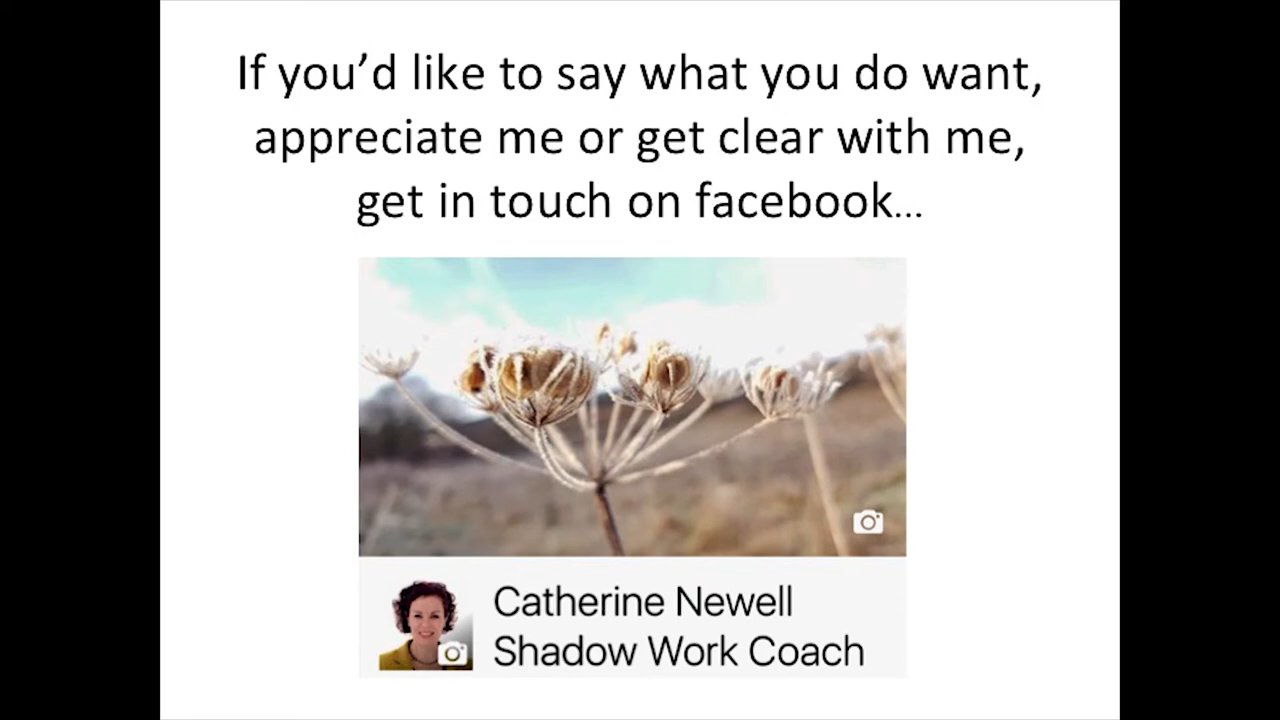 If you’d like to say what you do want,
appreciate me or get clear with me,
get in touch on facebook...
Catherine Newell
Shadow Work Coach